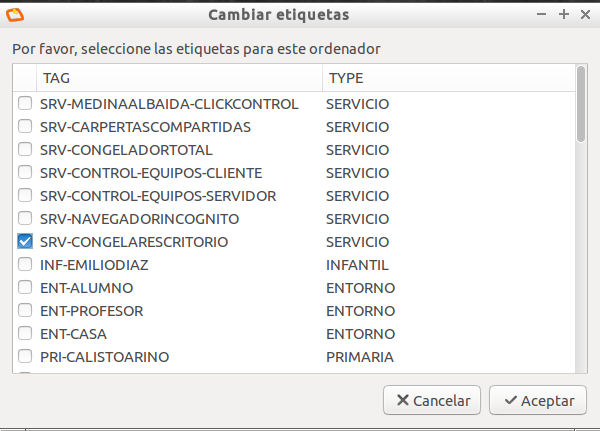 Cambiar etiquetas
Por favor, seleccione las etiquetas para este ordenador
TAG TYPE
SRV-MEDINAALBAIDA-CLICKCONTROL SERVICIO
SRV-CARPERTASCOMPARTIDAS SERVICIO
SRV-CONGELADORTOTAL SERVICIO
SRV-CONTROL-EQUIPOS-CLIENTE SERVICIO
SRV-CONTROL-EQUIPOS-SERVIDOR SERVICIO
SRV-NAVEGADORINCOGNITO SERVICIO
SRV-CONGELARESCRITORIO SERVICIO
INF-EMILIODIAZ INFANTIL
ENT-ALUMNO ENTORNO
ENT-PROFESOR ENTORNO
ENT-CASA ENTORNO
PRI-CALISTOARINO PRIMARIA
Cancelar Aceptar